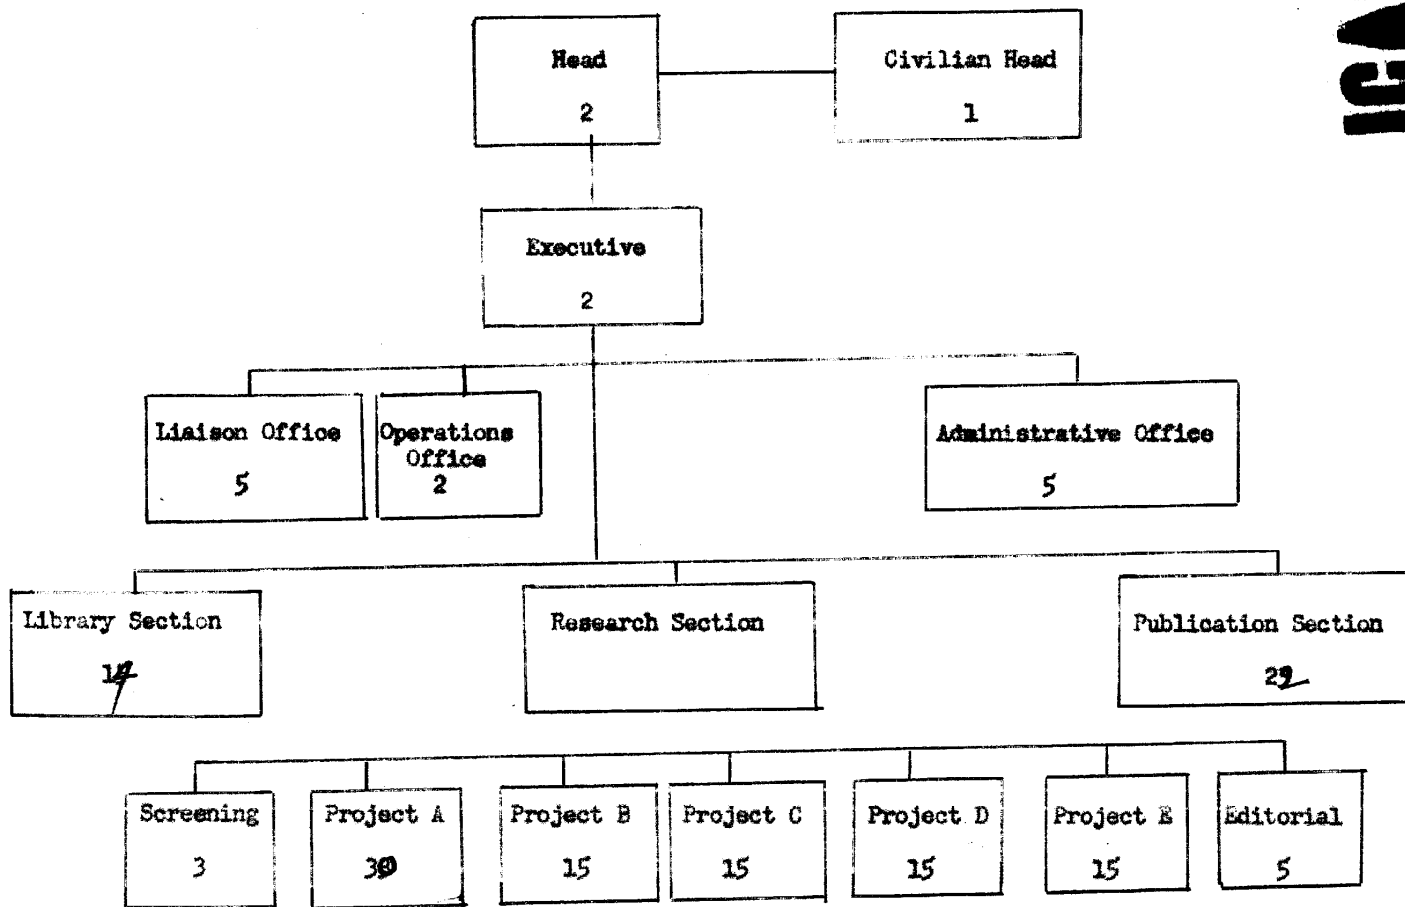 Head
2
Civilian Head
1
Executive
2
Liaison Office
5
Operations
Office
2
Administrative Office
5
Library Section
Research Section
Publication Section
Screening
3
Project A
30
Project B
15
Project C
15
Project D
15
Project E
15
Editorial
5